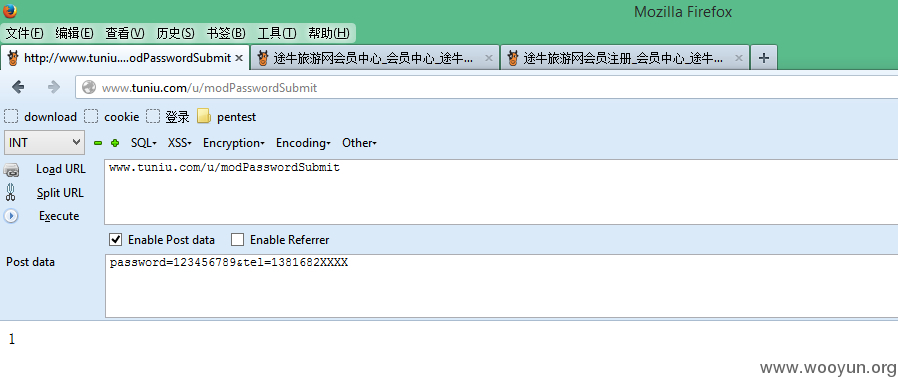 Mozilla Firefox
文件(F) 编辑(E) 查看(V) 历史(S) 书签(B) 工具(T) 帮助(H)
http://www.tuniu....odPasswordSubmit × 途牛旅游网会员中心_会员中心_途牛... × 途牛旅游网会员注册_会员中心_途牛... × +
www.tuniu.com/u/modPasswordSubmit
download cookie 登录 pentest
INT SQL- XSS- Encryption- Encoding- Other-
Load URL www.tuniu.com/u/modPasswordSubmit
Split URL
Execute
Enable Post data Enable Referrer
Post data password=123456789&tel=1381682XXXX
1
www.wooyun.org